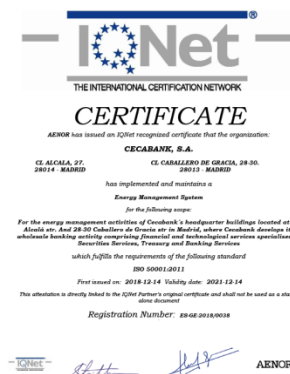 IQNet ®
THE INTERNATIONAL CERTIFICATION NETWORK
CERTIFICATE
AENOR has issued an IQNet recognized certificate that the organization:
CECABANK, S.A.
CL ALCALA, 27.
28014 - MADRID
CL CABALLERO DE GRACIA, 28-30.
28013 - MADRID
has implemented and maintains a
Energy Management System
for the following scope:
For the energy management activities of Cecabank's headquarter buildings located at
Alcalá str. And 28-30 Caballero de Gracia str in Madrid, where Cecabank develops it
wholesale banking activity comprising financial and technological services specialises
Securities Services, Treasury and Banking Services
which fulfills the requirements of the following standard
ISO 50001:2011
First issued on: 2018-12-14 Validity date: 2021-12-14
This attestation is directly linked to the IQNet Partner's original certificate and shall not be used as a sta
alone document
Registration Number: ES-GE-2018/0038
IQNet
AENOR